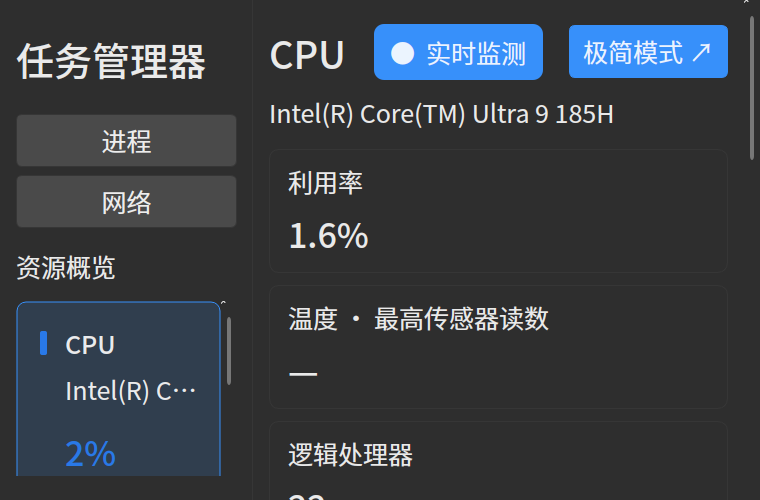 任务管理器
进程
网络
资源概览
CPU
Intel(R) C···
2%
CPU
实时监测
极简模式 ↗
Intel(R) Core(TM) Ultra 9 185H
利用率
1.6%
温度 · 最高传感器读数
—
逻辑处理器